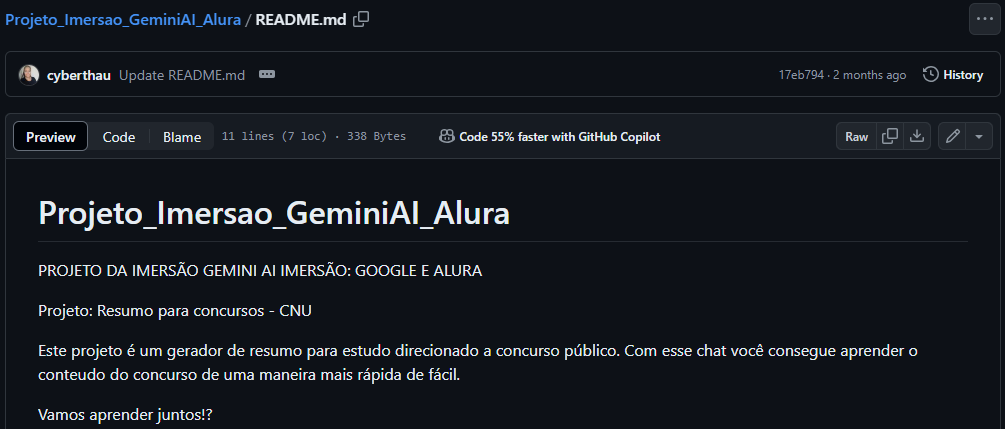 Projeto_Imersao_GeminiAI_Alura / README.md
cyberthau Update README.md
17eb794 · 2 months ago History
Preview Code Blame 11 lines (7 loc) · 338 Bytes Code 55% faster with GitHub Copilot Raw
Projeto_Imersao_GeminiAI_Alura
PROJETO DA IMERSÃO GEMINI AI IMERSÃO: GOOGLE E ALURA
Projeto: Resumo para concursos - CNU
Este projeto é um gerador de resumo para estudo direcionado a concurso público. Com esse chat você consegue aprender o
conteudo do concurso de uma maneira mais rápida de fácil.
Vamos aprender juntos!?